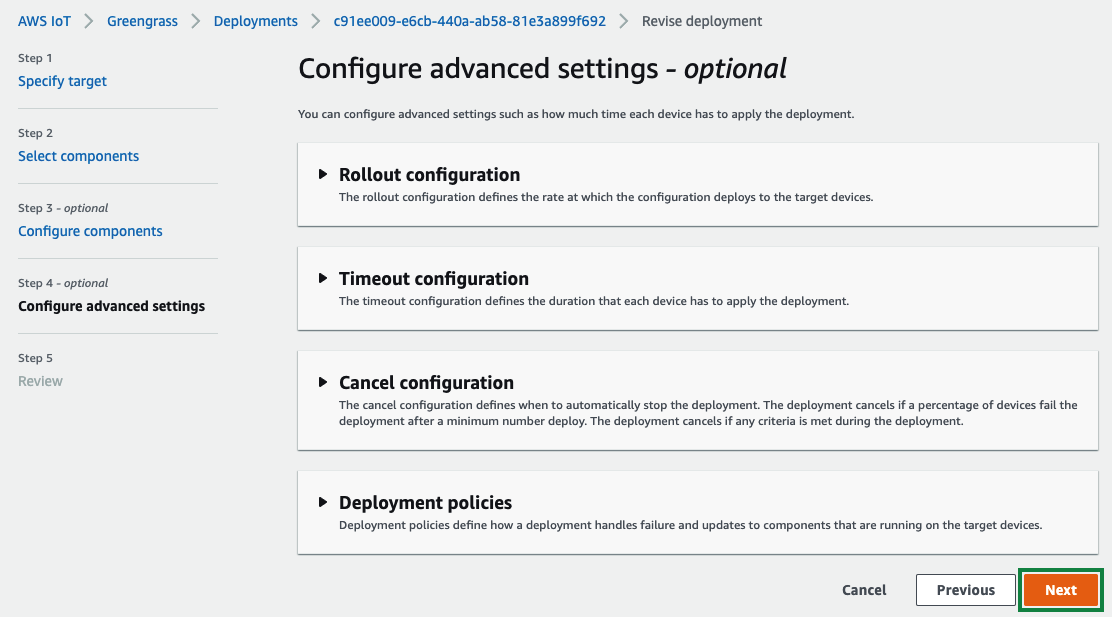 AWS IoT > Greengrass > Deployments > c91ee009-e6cb-440a-ab58-81e3a899f692 > Revise deployment
Step 1
Specify target
Step 2
Select components
Step 3 - optional
Configure components
Step 4 - optional
Configure advanced settings
Step 5
Review
Configure advanced settings - optional
You can configure advanced settings such as how much time each device has to apply the deployment.
Rollout configuration
The rollout configuration defines the rate at which the configuration deploys to the target devices.
Timeout configuration
The timeout configuration defines the duration that each device has to apply the deployment.
Cancel configuration
The cancel configuration defines when to automatically stop the deployment. The deployment cancels if a percentage of devices fail the
deployment after a minimum number deploy. The deployment cancels if any criteria is met during the deployment.
Deployment policies
Deployment policies define how a deployment handles failure and updates to components that are running on the target devices.
Cancel Previous Next